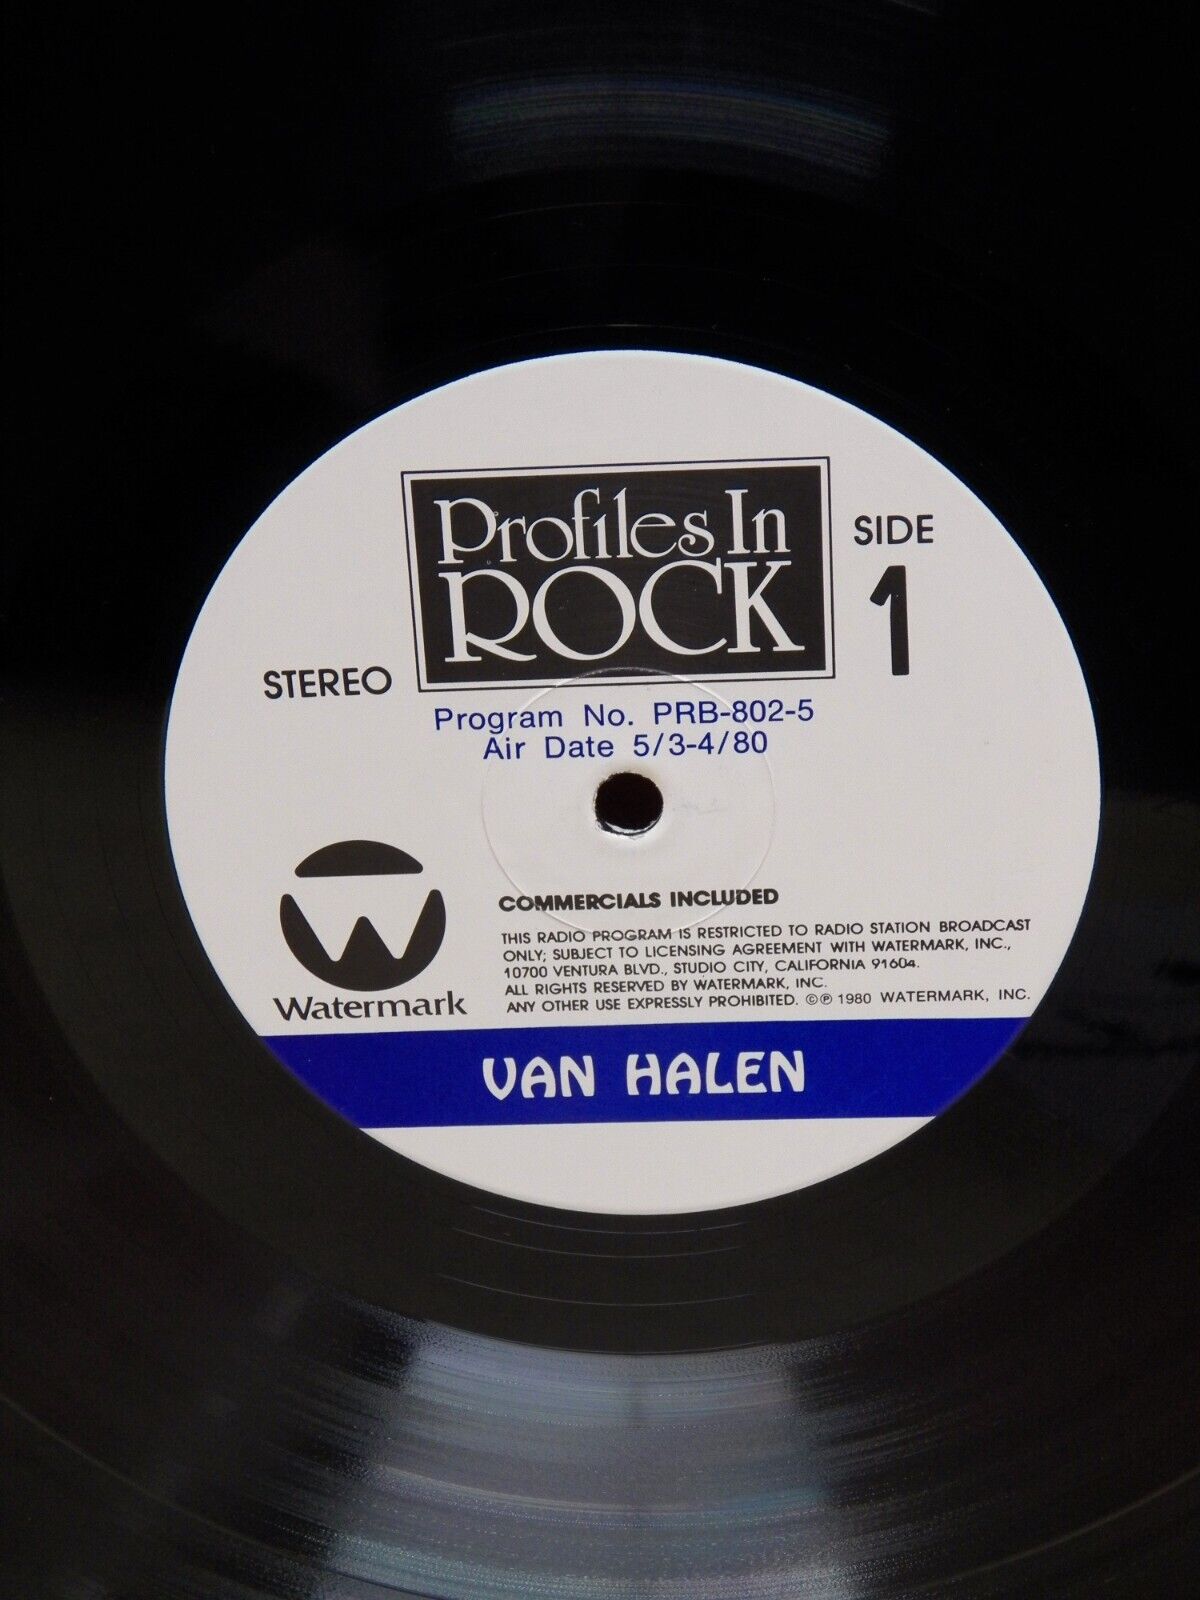 Profiles In
ROCK
SIDE
1
STEREO
Program No. PRB-802-5
Air Date 5/3-4/80
Watermark
COMMERCIALS INCLUDED
THIS RADIO PROGRAM IS RESTRICTED TO RADIO STATION BROADCAST
ONLY; SUBJECT TO LICENSING AGREEMENT WITH WATERMARK, INC.,
10700 VENTURA BLVD., STUDIO CITY, CALIFORNIA 91604.
ALL RIGHTS RESERVED BY WATERMARK, INC.
ANY OTHER USE EXPRESSLY PROHIBITED. ©℗ 1980 WATERMARK, INC.
VAN HALEN